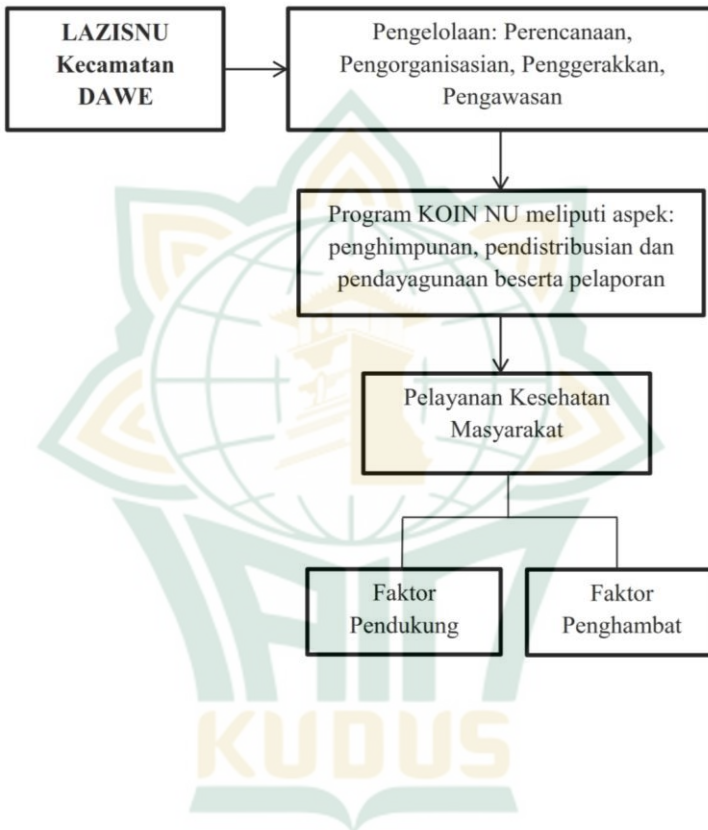 LAZISNU
Kecamatan
DAWE
Pengelolaan: Perencanaan,
Pengorganisasian, Penggerakkan,
Pengawasan
Program KOIN NU meliputi aspek:
penghimpunan, pendistribusian dan
pendayagunaan beserta pelaporan
Pelayanan Kesehatan
Masyarakat
Faktor
Pendukung
Faktor
Penghambat
IAIN
KUDUS